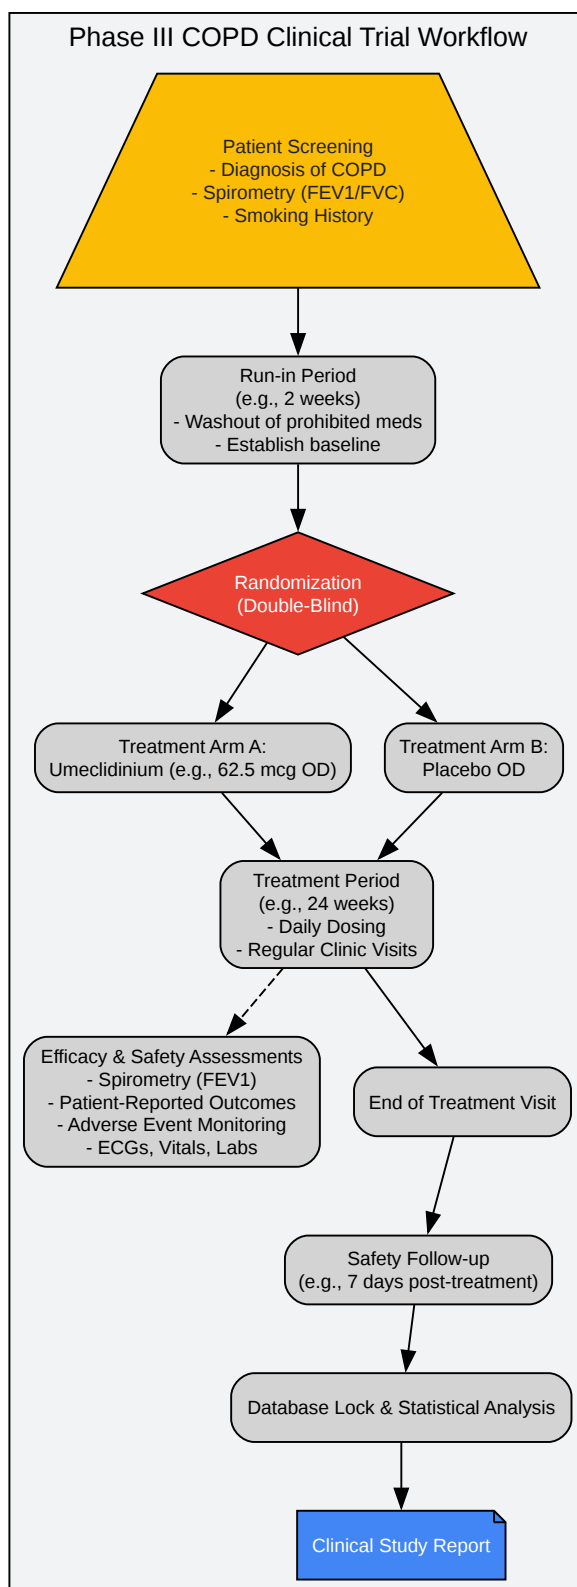 Phase III COPD Clinical Trial Workflow
Patient Screening
- Diagnosis of COPD
- Spirometry (FEV1/FVC)
- Smoking History
Run-in Period
(e.g., 2 weeks)
- Washout of prohibited meds
- Establish baseline
Randomization
(Double-Blind)
Treatment Arm A:
Umeclidinium (e.g., 62.5 mcg OD)
Treatment Arm B:
Placebo OD
Treatment Period
(e.g., 24 weeks)
- Daily Dosing
- Regular Clinic Visits
Efficacy & Safety Assessments
- Spirometry (FEV1)
- Patient-Reported Outcomes
- Adverse Event Monitoring
- ECGs, Vitals, Labs
End of Treatment Visit
Safety Follow-up
(e.g., 7 days post-treatment)
Database Lock & Statistical Analysis
Clinical Study Report